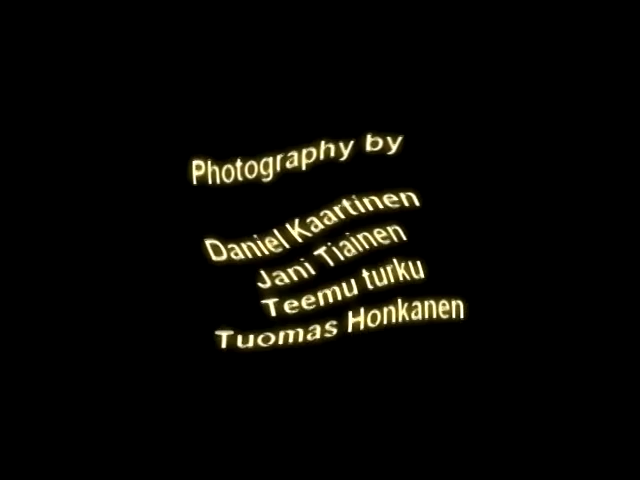 Photography by
Daniel Kaartinen
Jani Tiainen
Teemu turku
Tuomas Honkanen